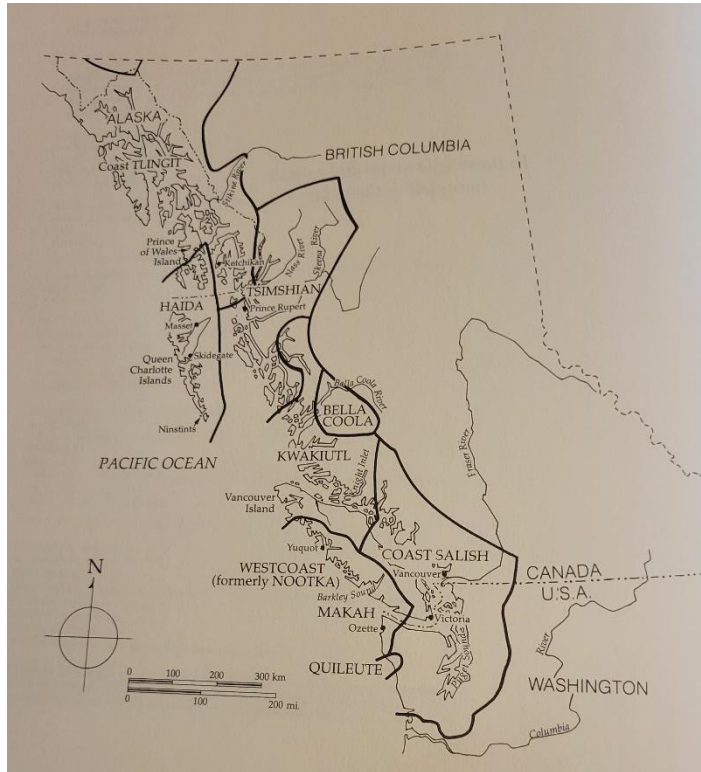 ALASKA
Coast TLINGIT
BRITISH COLUMBIA
Stikine River
Prince
of Wales
Island
Ketchikan
Nass River
Skeena River
TSIMSHIAN
Prince Rupert
HAIDA
Masset
Skidegate
Queen
Charlotte
Islands
Ninstints
Bella Coola River
BELLA
COOLA
PACIFIC OCEAN
KWAKIUTL
Knight Inlet
Fraser River
Vancouver
Island
Yuquot
COAST SALISH
Vancouver
WESTCOAST
(formerly NOOTKA)
Barkley Sound
CANADA
U.S.A.
N
MAKAH
Victoria
Ozette
Puget Sound
River
QUILEUTE
WASHINGTON
0 100 200 300 km
0 100 200 mi.
Columbia